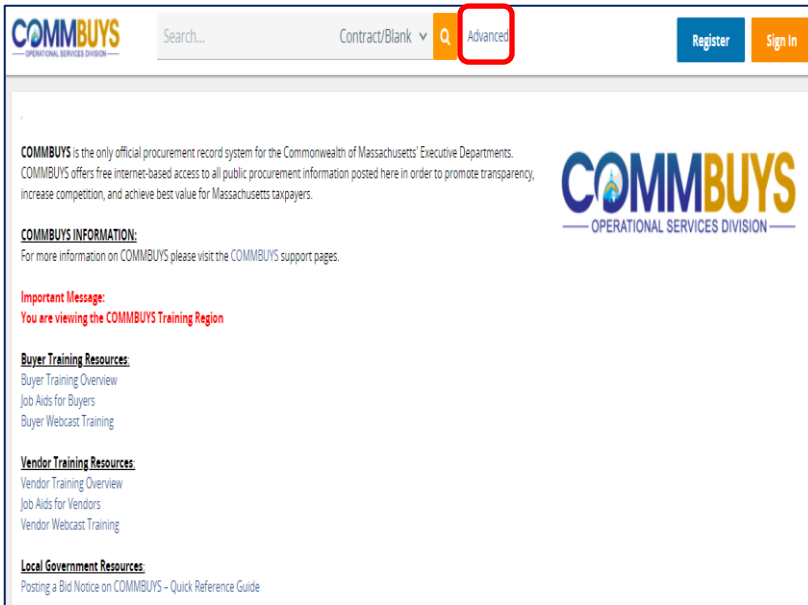 COMMBUYS
OPERATIONAL SERVICES DIVISION
Search...
Contract/Blank
Advanced
Register
Sign In
COMMBUYS is the only official procurement record system for the Commonwealth of Massachusetts' Executive Departments.
COMMBUYS offers free internet-based access to all public procurement information posted here in order to promote transparency,
increase competition, and achieve best value for Massachusetts taxpayers.
COMMBUYS
OPERATIONAL SERVICES DIVISION
COMMBUYS INFORMATION:
For more information on COMMBUYS please visit the COMMBUYS support pages.
Important Message:
You are viewing the COMMBUYS Training Region
Buyer Training Resources:
Buyer Training Overview
Job Aids for Buyers
Buyer Webcast Training
Vendor Training Resources:
Vendor Training Overview
Job Aids for Vendors
Vendor Webcast Training
Local Government Resources:
Posting a Bid Notice on COMMBUYS – Quick Reference Guide